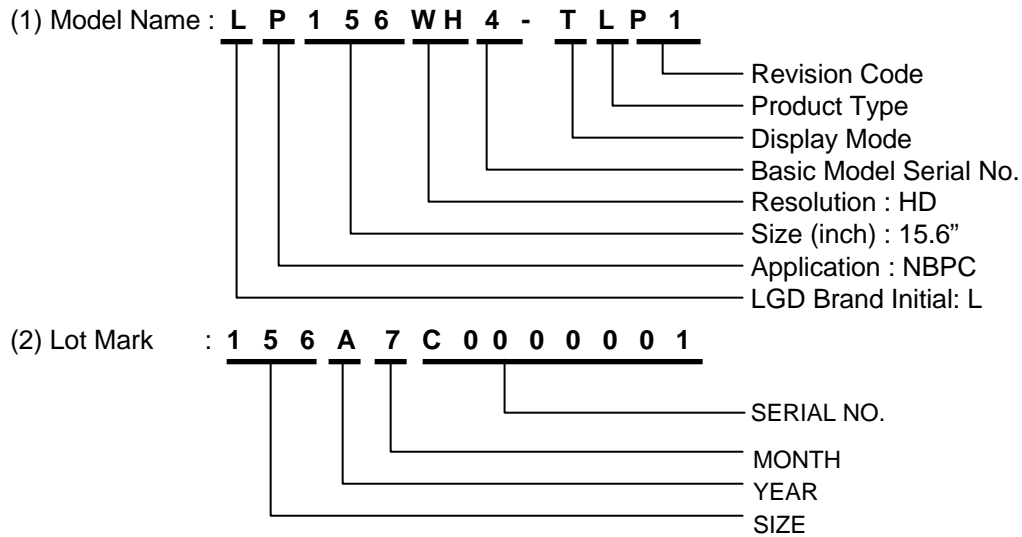 (1) Model Name : L P 1 5 6 W H 4 - T L P 1
Revision Code
Product Type
Display Mode
Basic Model Serial No.
Resolution : HD
Size (inch) : 15.6”
Application : NBPC
LGD Brand Initial: L
(2) Lot Mark : 1 5 6 A 7 C 0 0 0 0 0 0 1
SERIAL NO.
MONTH
YEAR
SIZE